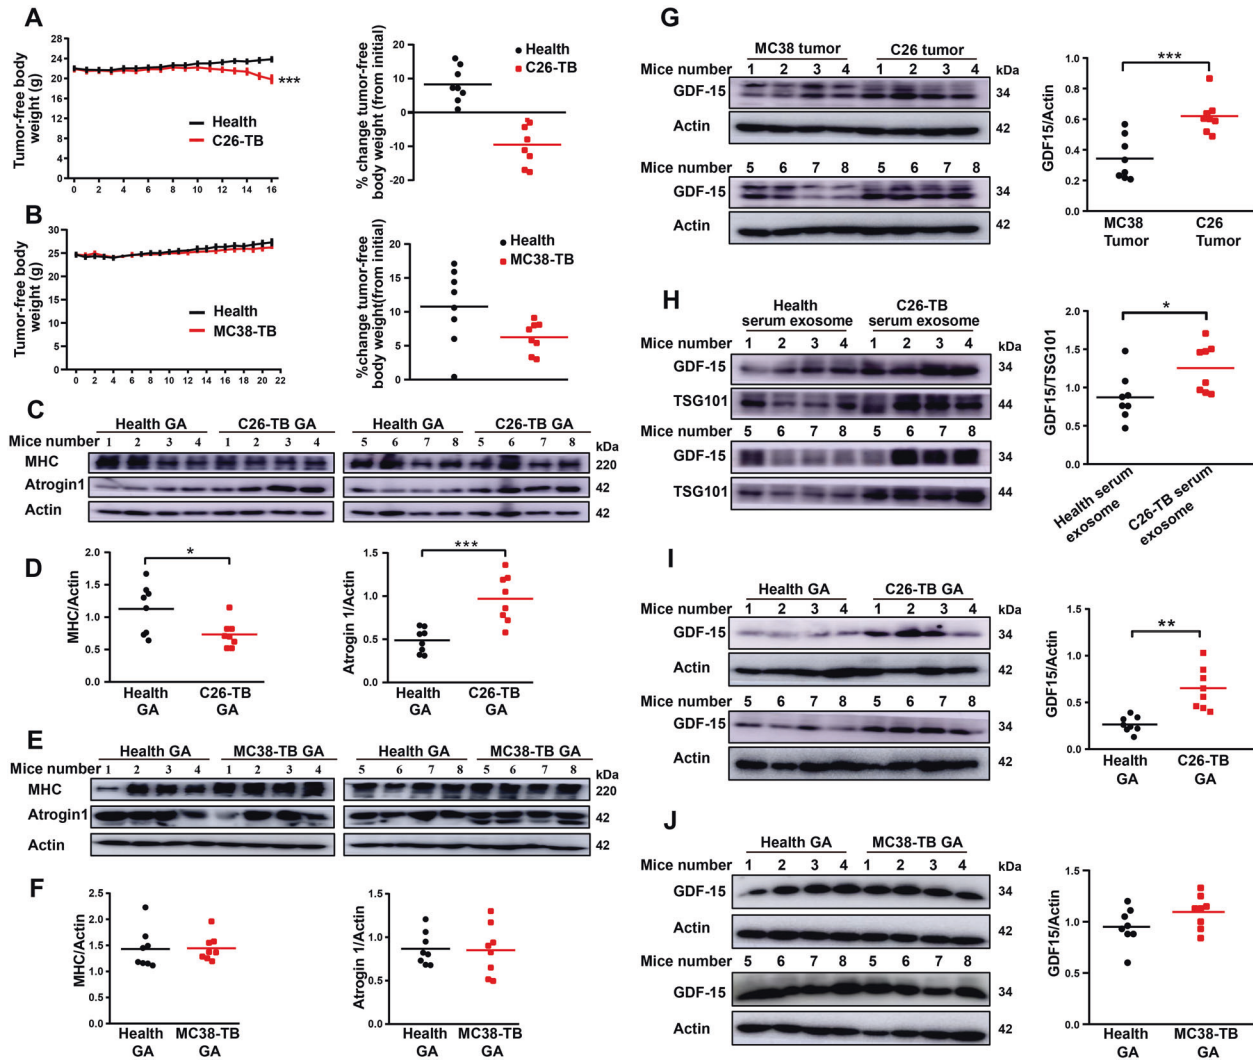 A
Tumor-free body
weight (g)
28
24
20
16
12
8
4
0
Health
C26-TB
***
0 2 4 6 8 10 12 14 16
% change tumor-free
body weight (from initial)
20
10
0
-10
-20
Health
C26-TB
B
Tumor-free body
weight (g)
30
25
20
15
10
5
0
Health
MC38-TB
0 2 4 6 8 10 12 14 16 18 20 22
%change tumor-free
body weight(from initial)
20
15
10
5
0
Health
MC38-TB
C
Health GA C26-TB GA Health GA C26-TB GA
Mice number 1 2 3 4 1 2 3 4 5 6 7 8 5 6 7 8 kDa
MHC 220
Atrogin1 42
Actin 42
D
MHC/Actin
2.0
1.5
1.0
0.5
0.0
*
Health
GA
C26-TB
GA
Atrogin 1/Actin
1.5
1.0
0.5
0.0
***
Health
GA
C26-TB
GA
E
Health GA MC38-TB GA Health GA MC38-TB GA
Mice number 1 2 3 4 1 2 3 4 5 6 7 8 5 6 7 8 kDa
MHC 220
Atrogin1 42
Actin 42
F
MHC/Actin
2.5
2.0
1.5
1.0
0.5
0.0
Health
GA
MC38-TB
GA
Atrogin 1/Actin
1.5
1.0
0.5
0.0
Health
GA
MC38-TB
GA
G
MC38 tumor C26 tumor
Mice number 1 2 3 4 1 2 3 4 kDa
GDF-15 34
Actin 42
5 6 7 8 5 6 7 8
GDF-15 34
Actin 42
GDF15/Actin
1.0
0.8
0.6
0.4
0.2
0.0
***
MC38
Tumor
C26
Tumor
H
Health
serum exosome
C26-TB
serum exosome
Mice number 1 2 3 4 1 2 3 4 kDa
GDF-15 34
TSG101 44
5 6 7 8 5 6 7 8
GDF-15 34
TSG101 44
GDF15/TSG101
2.0
1.5
1.0
0.5
0.0
*
Health serum
exosome
C26-TB serum
exosome
I
Health GA C26-TB GA
Mice number 1 2 3 4 1 2 3 4 kDa
GDF-15 34
Actin 42
5 6 7 8 5 6 7 8
GDF-15 34
Actin 42
GDF15/Actin
1.5
1.0
0.5
0.0
**
Health
GA
C26-TB
GA
J
Health GA MC38-TB GA
Mice number 1 2 3 4 1 2 3 4 kDa
GDF-15 34
Actin 42
5 6 7 8 5 6 7 8
GDF-15 34
Actin 42
GDF15/Actin
1.5
1.0
0.5
0.0
Health
GA
MC38-TB
GA